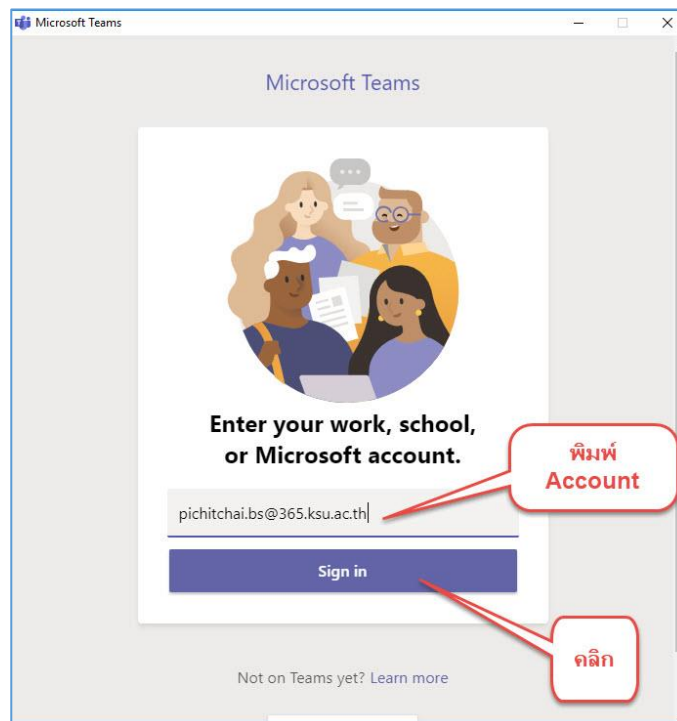 Microsoft Teams
Microsoft Teams
Enter your work, school,
or Microsoft account.
พิมพ์
Account
pichitchai.bs@365.ksu.ac.th
Sign in
คลิก
Not on Teams yet? Learn more